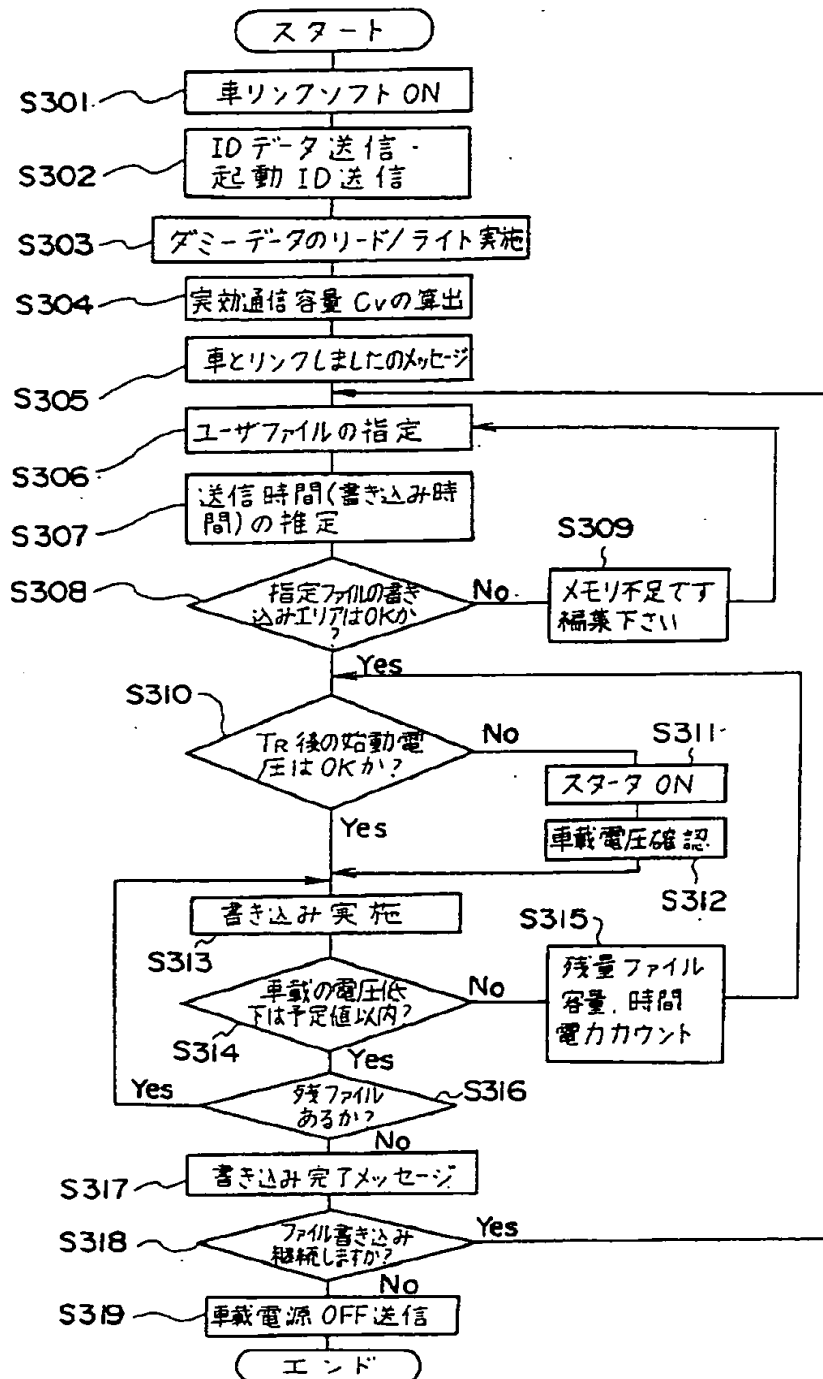 スタート
S301
車リンクソフト ON
S302
IDデータ送信・
起動 ID 送信
S303
ダミーデータのリード/ライト実施
S304
実効通信容量 Cvの算出
S305
車とリンクしましたのメッセージ
S306
ユーザファイルの指定
S307
送信時間(書き込み時
間)の推定
S308
指定ファイルの書き
込みエリアはOKか
?
No
S309
メモリ不足です
編集下さい
Yes
S310
TR後の始動電
圧はOKか?
No
S311
スタータ ON
Yes
車載電圧確認
S312
書き込み実施
S313
S315
車載の電圧低
下は予定値以内?
No
残量ファイル
容量、時間
電力カウント
S314
Yes
Yes
残ファイル
あるか?
S316
No
書き込み完了メッセージ
S317
ファイル書き込み
継続しますか?
Yes
S318
No
S319
車載電源 OFF送信
エンド